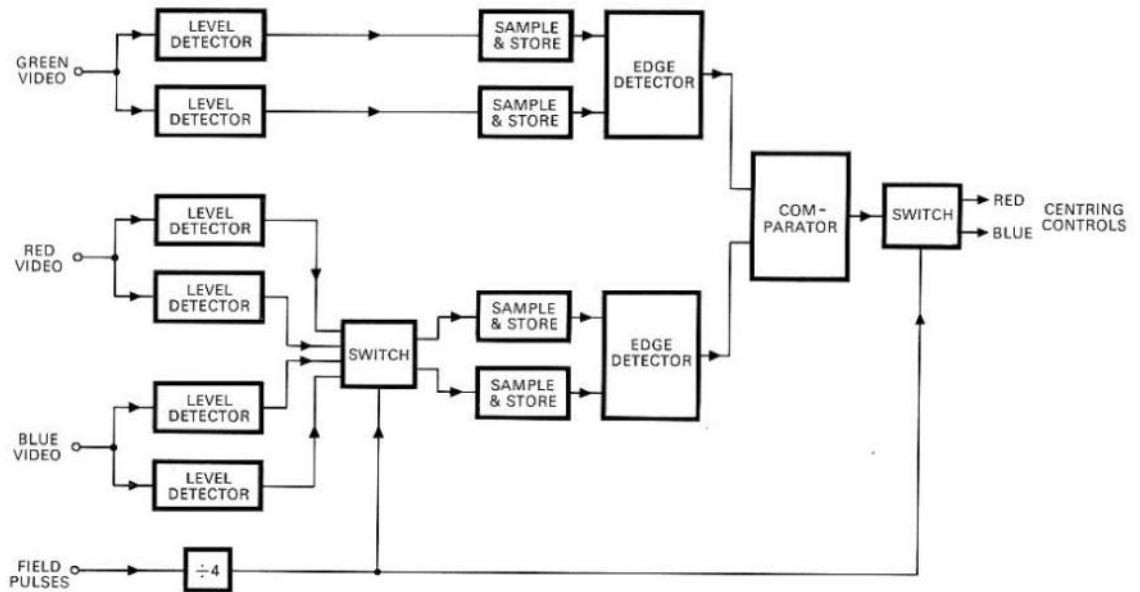 LEVEL
DETECTOR
SAMPLE
& STORE
GREEN
VIDEO
EDGE
DETECTOR
LEVEL
DETECTOR
SAMPLE
& STORE
LEVEL
DETECTOR
RED
VIDEO
LEVEL
DETECTOR
COM-
PARATOR
SWITCH
RED
BLUE
CENTRING
CONTROLS
SWITCH
SAMPLE
& STORE
EDGE
DETECTOR
SAMPLE
& STORE
LEVEL
DETECTOR
BLUE
VIDEO
LEVEL
DETECTOR
FIELD
PULSES
÷4